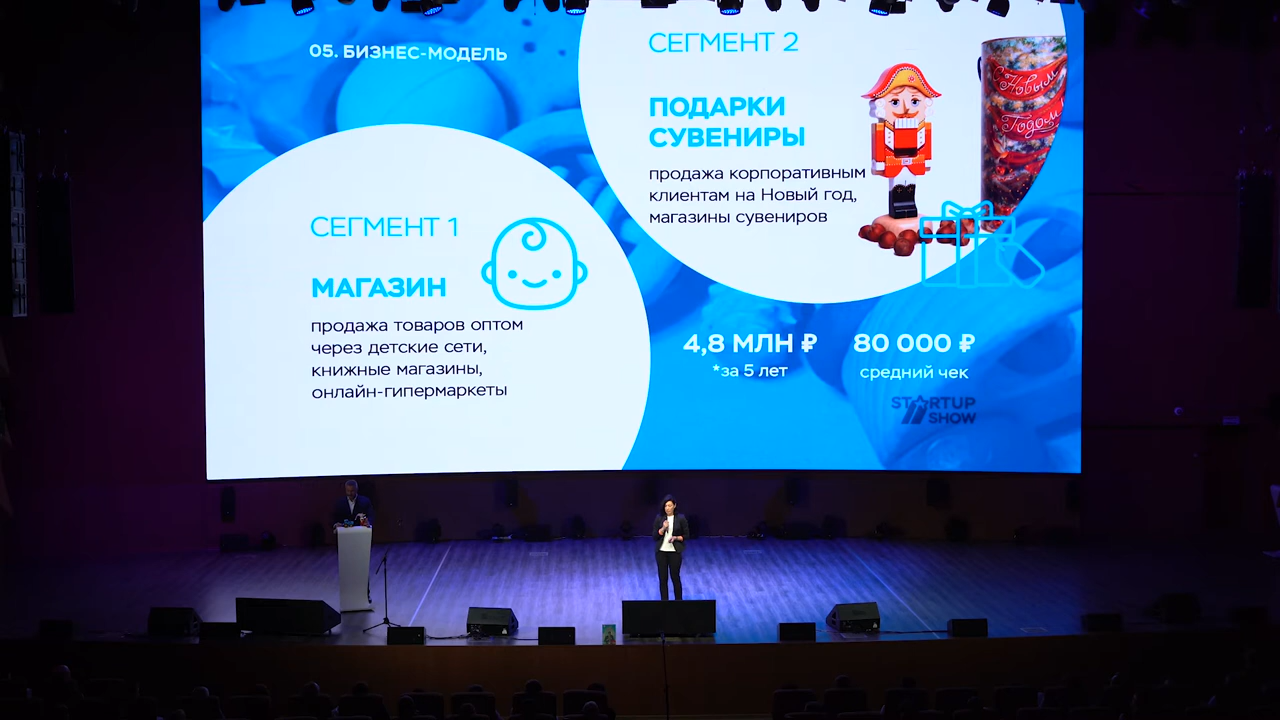 05. БИЗНЕС-МОДЕЛЬ
СЕГМЕНТ 1
МАГАЗИН
продажа товаров оптом
через детские сети,
книжные магазины,
онлайн-гипермаркеты
СЕГМЕНТ 2
ПОДАРКИ
СУВЕНИРЫ
продажа корпоративным
клиентам на Новый год,
магазины сувениров
С Новым
Годом
4,8 МЛН ₽
*за 5 лет
80 000 ₽
средний чек
STARTUP
SHOW